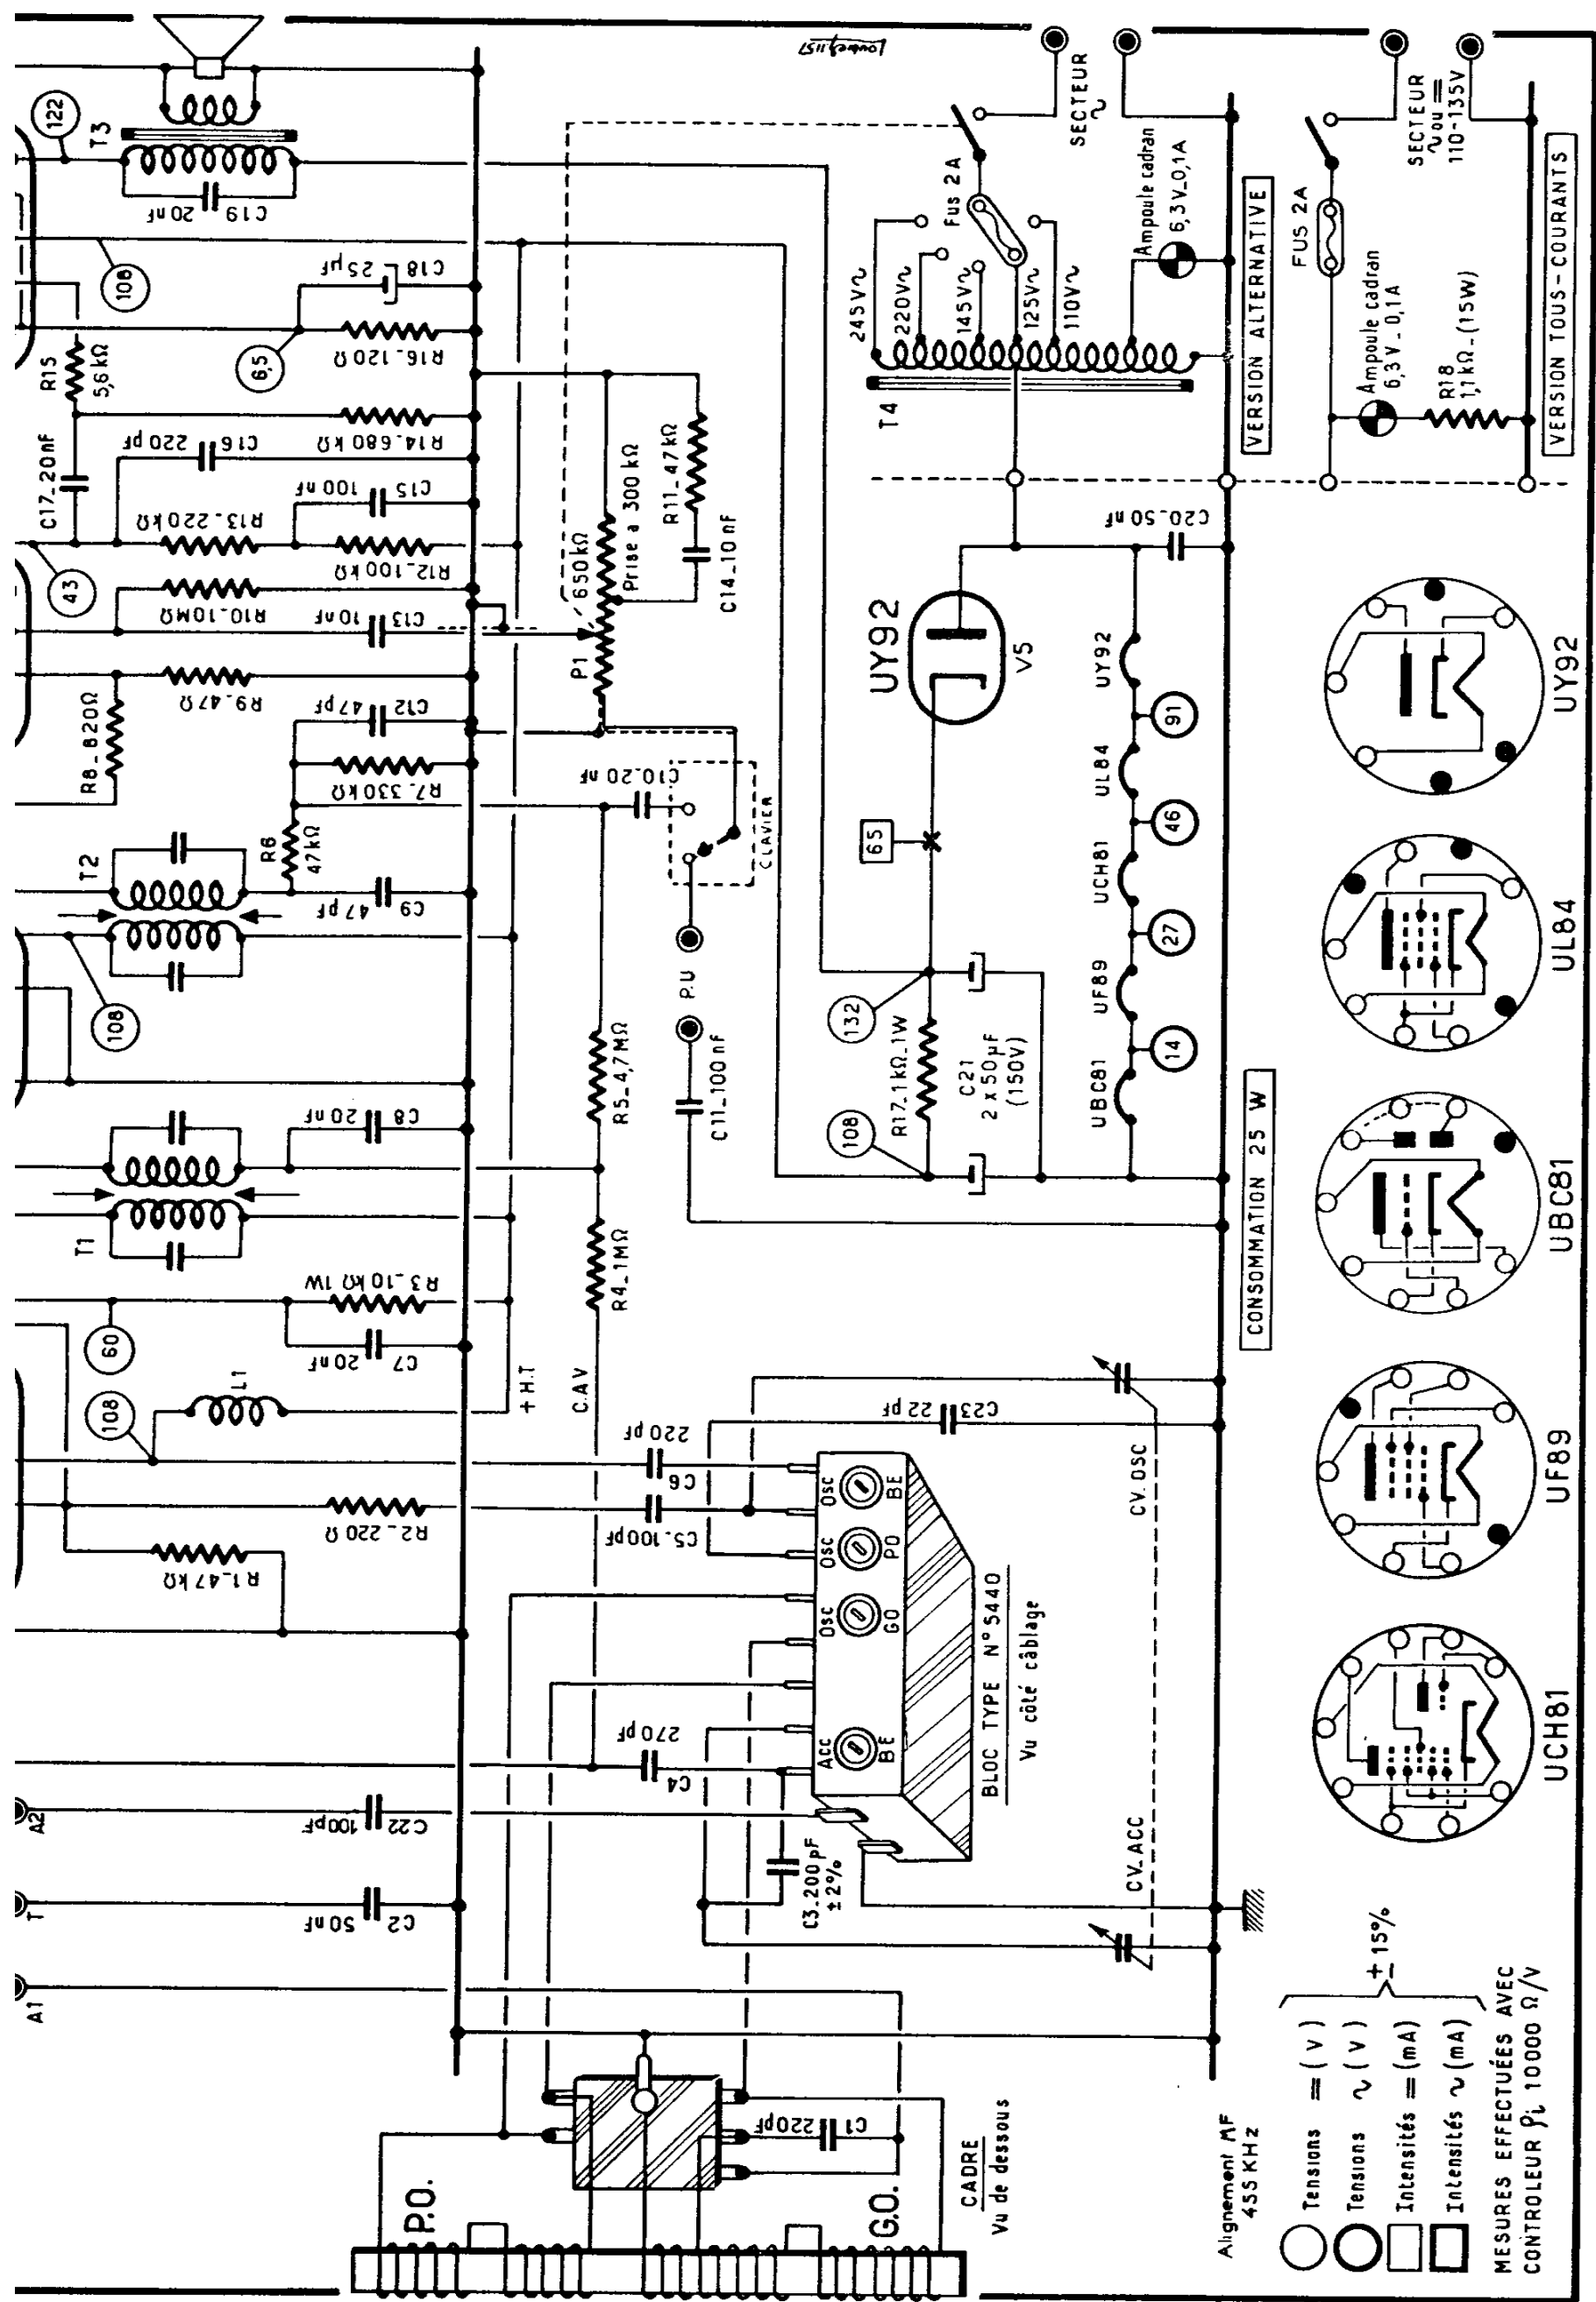 A1
T
A2
C2
50nF
C22
100pF
R1_47kΩ
R2_220Ω
108
L1
60
C7
20nF
R3_10kΩ 1W
T1
C8
20nF
108
T2
C9
47pF
R6
47kΩ
R8_820Ω
R7_330kΩ
C12
47pF
R9_47Ω
C13
10nF
R10_10MΩ
43
R13_220kΩ
R12_100kΩ
C15
100nF
C17_20nF
C16
220pF
R14_680kΩ
R15
5,6kΩ
6,5
R16_120Ω
C18
25µF
108
C19
20nF
T3
122
+H.T
C.A.V
R4_1MΩ
R5_4,7MΩ
C11_100nF
P.U
C10_20nF
CLAVIER
P1
650kΩ
Prise à 300kΩ
C14_10nF
R11_47kΩ
C4
270pF
C5_100pF
C6
220pF
C23
22pF
C3_200pF
±2%
Acc
BE
Osc
GO
Osc
PO
Osc
BE
BLOC TYPE N°5440
Vu côté câblage
CV_ACC
CV_OSC
P.O.
G.O.
C1
220pF
CADRE
Vu de dessous
108
R17_1kΩ_1W
132
C21
2x50µF
(150V)
65
UY92
V5
UBC81
14
UF89
27
UCH81
46
UL84
91
UY92
C20_50nF
T4
245V~
220V~
145V~
125V~
110V~
Fus 2A
SECTEUR
~
Ampoule cadran
6,3V_0,1A
VERSION ALTERNATIVE
FUS 2A
SECTEUR
~ ou =
110-135V
Ampoule cadran
6,3V_0,1A
R18
1,1kΩ_(15W)
VERSION TOUS-COURANTS
CONSOMMATION 25 W
Alignement MF
455 KHz
Tensions = (V)
Tensions ~ (V)
Intensités = (mA)
Intensités ~ (mA)
±15%
MESURES EFFECTUÉES AVEC
CONTROLEUR Pi 10000 Ω/V
UCH81
UF89
UBC81
UL84
UY92